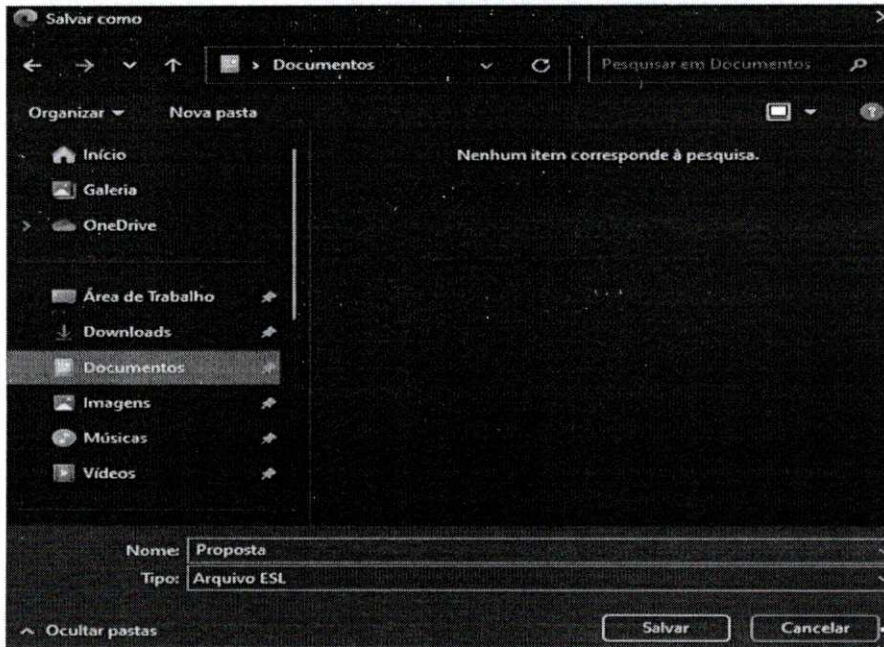 Salvar como
Documentos
Pesquisar em Documentos
Organizar
Nova pasta
Início
Nenhum item corresponde à pesquisa.
Galeria
OneDrive
Área de Trabalho
Downloads
Documentos
Imagens
Músicas
Vídeos
Nome: Proposta
Tipo: Arquivo ESL
Ocultar pastas
Salvar
Cancelar